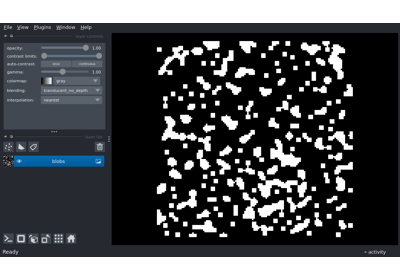 File View Plugins Window Help
opacity: 1.00
contrast limits:
auto-contrast: once continuous
gamma: 1.00
colormap: gray
blending: translucent_no_depth
interpolation: nearest
blobs
Ready
activity